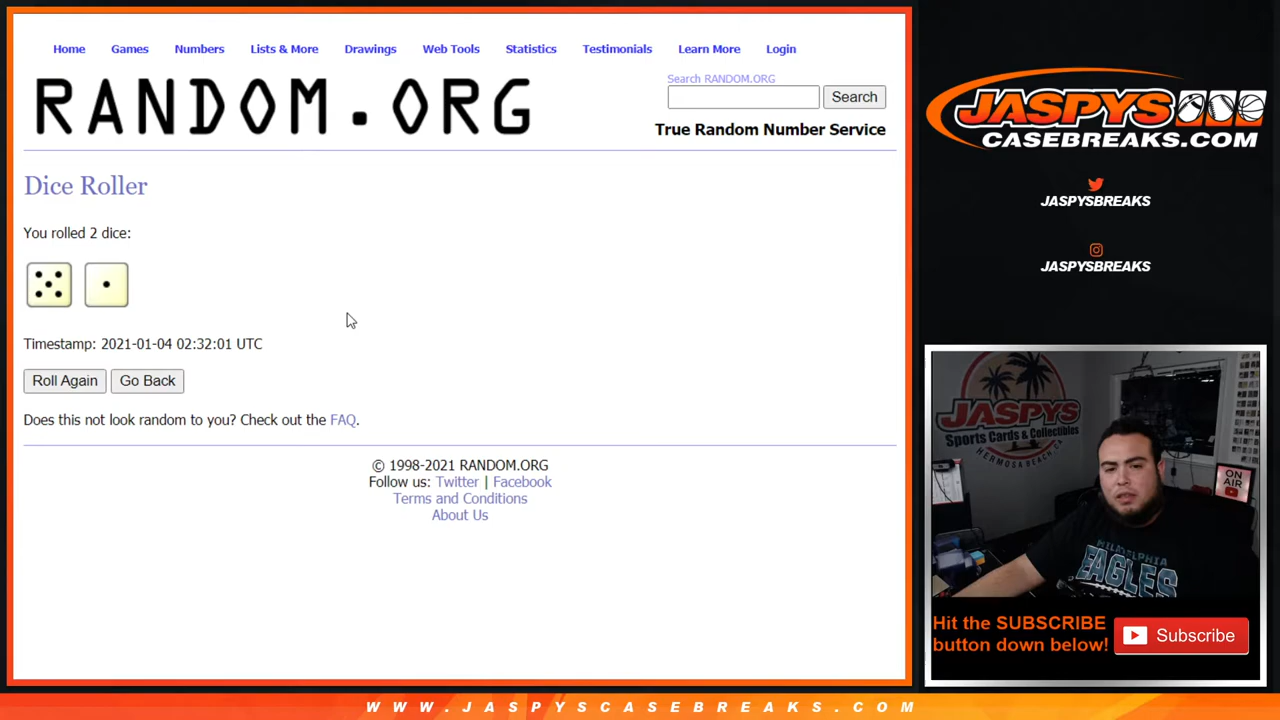 Home Games Numbers Lists & More Drawings Web Tools Statistics Testimonials Learn More Login
RANDOM.ORG
Search RANDOM.ORG
Search
True Random Number Service
Dice Roller
You rolled 2 dice:
Timestamp: 2021-01-04 02:32:01 UTC
Roll Again Go Back
Does this not look random to you? Check out the FAQ.
© 1998-2021 RANDOM.ORG
Follow us: Twitter | Facebook
Terms and Conditions
About Us
JASPYS
CASEBREAKS.COM
JASPYSBREAKS
JASPYSBREAKS
JASPYS
Sports Cards & Collectibles
HERMOSA BEACH CA
ON
AIR
PHILADELPHIA
EAGLES
Hit the SUBSCRIBE
button down below!
Subscribe
WWW.JASPYSCASEBREAKS.COM